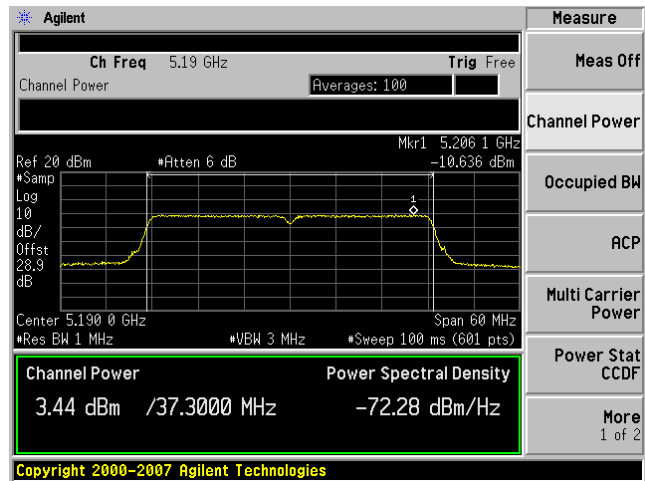 Agilent
Ch Freq 5.19 GHz Trig Free
Channel Power Averages: 100
Mkr1 5.206 1 GHz
Ref 20 dBm #Atten 6 dB -10.636 dBm
#Samp
Log
10
dB/
Offst
28.9
dB
1
Center 5.190 0 GHz Span 60 MHz
#Res BW 1 MHz #VBW 3 MHz #Sweep 100 ms (601 pts)
Channel Power Power Spectral Density
3.44 dBm /37.3000 MHz -72.28 dBm/Hz
Copyright 2000-2007 Agilent Technologies
Measure
Meas Off
Channel Power
Occupied BW
ACP
Multi Carrier
Power
Power Stat
CCDF
More
1 of 2